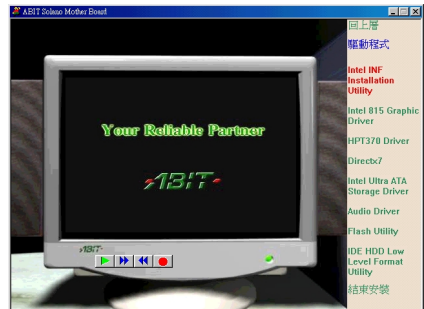 ABIT Solano Mother Board
回上層
驅動程式
Intel INF
Installation
Utility
Intel 815 Graphic
Driver
HPT370 Driver
Directx7
Intel Ultra ATA
Storage Driver
Audio Driver
Flash Utility
IDE HDD Low
Level Format
Utility
結束安裝
Your Reliable Partner
ABIT
ABIT